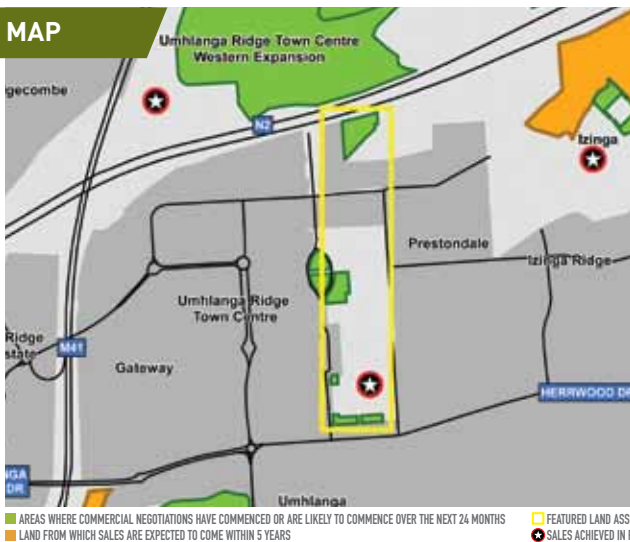 MAP
Umhlanga Ridge Town Centre
Western Expansion
gecombe
N2
Izinga
Prestondale
Izinga Ridge
Umhlanga Ridge
Town Centre
Ridge
state
M41
Gateway
HERRWOOD DR
NGA
DR
Umhlanga
AREAS WHERE COMMERCIAL NEGOTIATIONS HAVE COMMENCED OR ARE LIKELY TO COMMENCE OVER THE NEXT 24 MONTHS
FEATURED LAND ASS
LAND FROM WHICH SALES ARE EXPECTED TO COME WITHIN 5 YEARS
SALES ACHIEVED IN